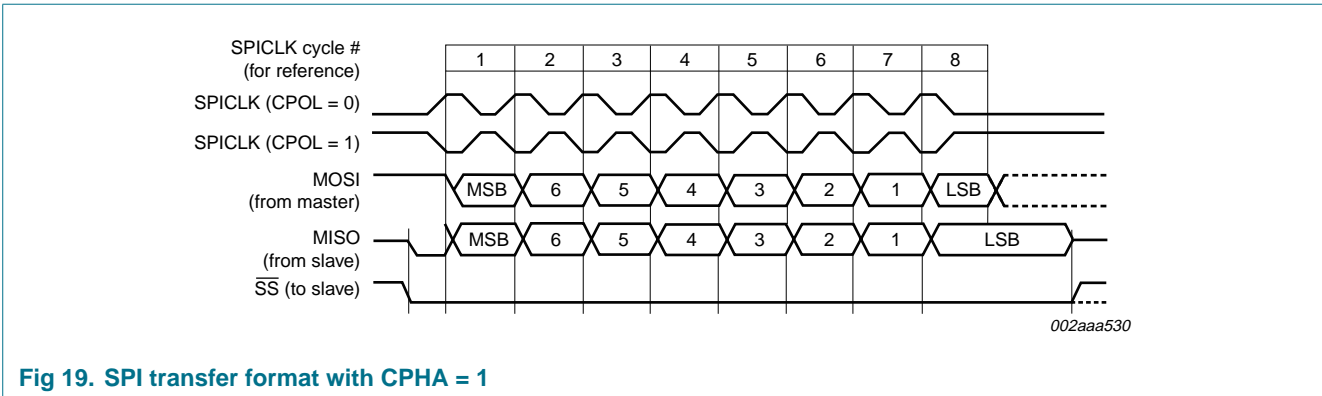 SPICLK cycle #
(for reference)
1 2 3 4 5 6 7 8
SPICLK (CPOL = 0)
SPICLK (CPOL = 1)
MOSI
(from master)
MSB 6 5 4 3 2 1 LSB
MISO
(from slave)
MSB 6 5 4 3 2 1 LSB
S̅S̅ (to slave)
002aaa530
Fig 19. SPI transfer format with CPHA = 1